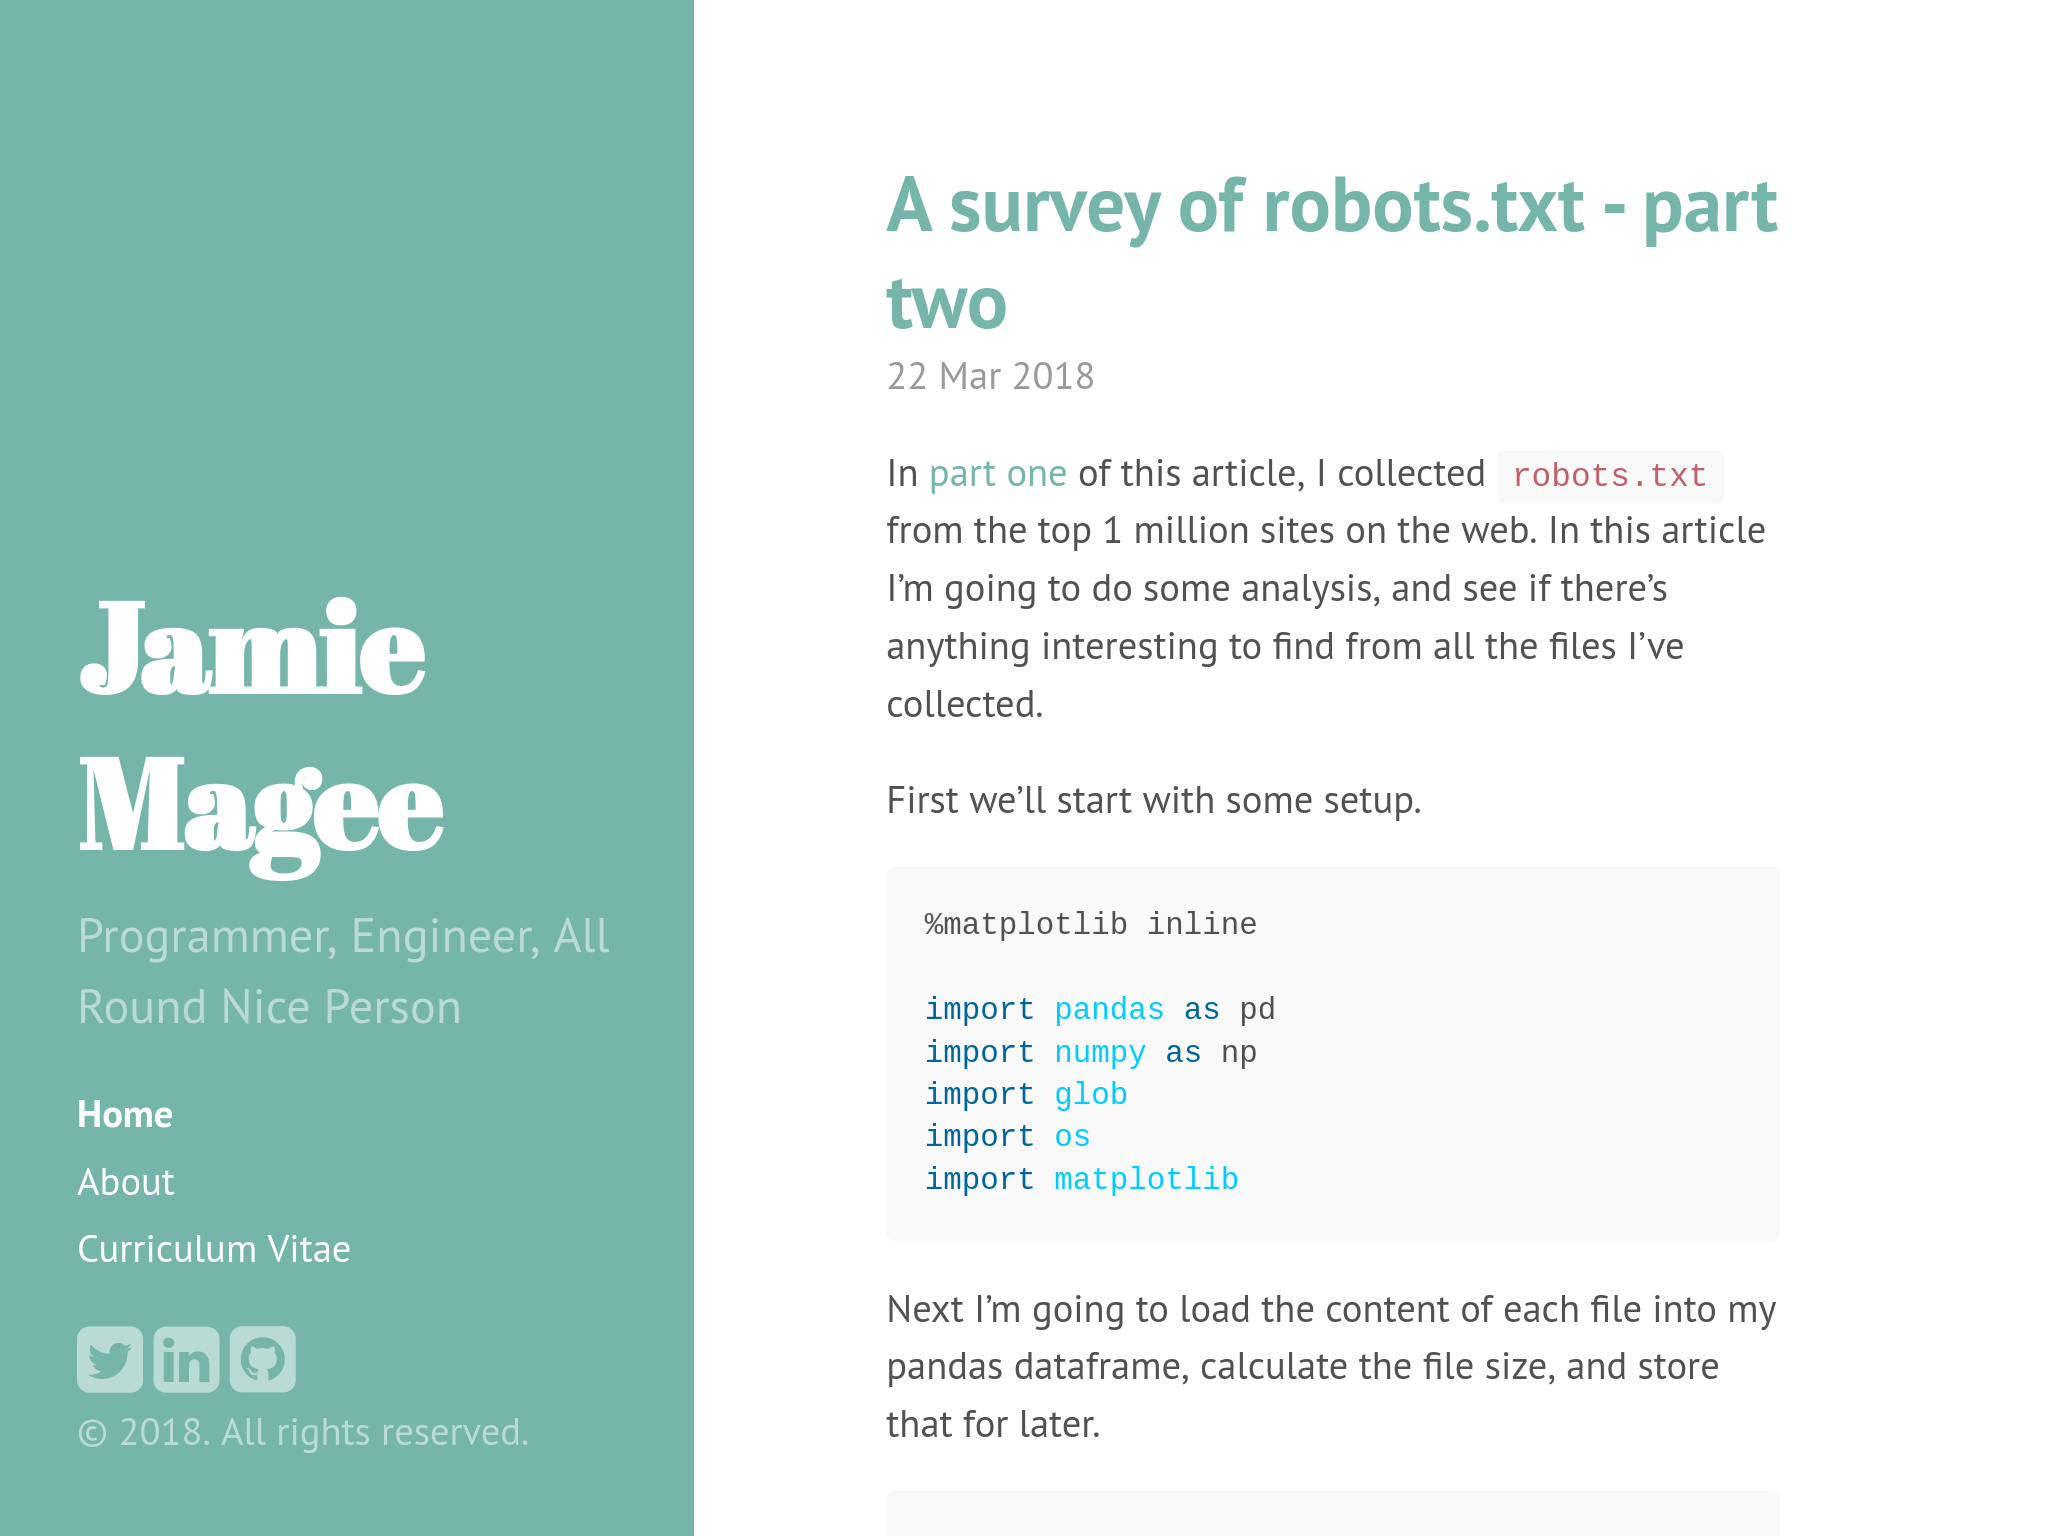 Jamie
Magee
Programmer, Engineer, All
Round Nice Person
Home
About
Curriculum Vitae
in
© 2018. All rights reserved.
A survey of robots.txt - part
two
22 Mar 2018
In part one of this article, I collected robots.txt
from the top 1 million sites on the web. In this article
I’m going to do some analysis, and see if there’s
anything interesting to find from all the files I’ve
collected.
First we’ll start with some setup.
%matplotlib inline
import pandas as pd
import numpy as np
import glob
import os
import matplotlib
Next I’m going to load the content of each file into my
pandas dataframe, calculate the file size, and store
that for later.